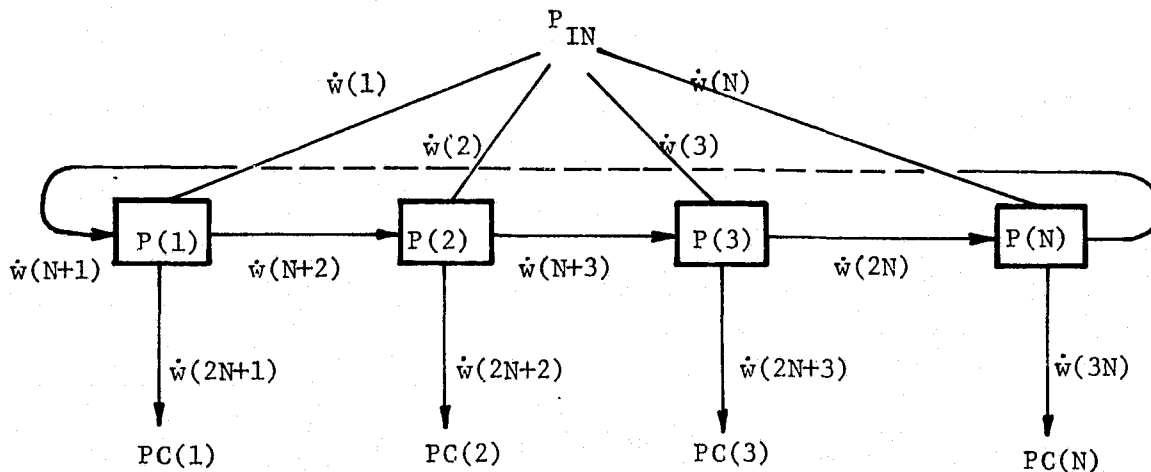 P_IN
ẇ(1)
ẇ(N)
ẇ(2)
ẇ(3)
P(1)
P(2)
P(3)
P(N)
ẇ(N+1)
ẇ(N+2)
ẇ(N+3)
ẇ(2N)
ẇ(2N+1)
ẇ(2N+2)
ẇ(2N+3)
ẇ(3N)
PC(1)
PC(2)
PC(3)
PC(N)